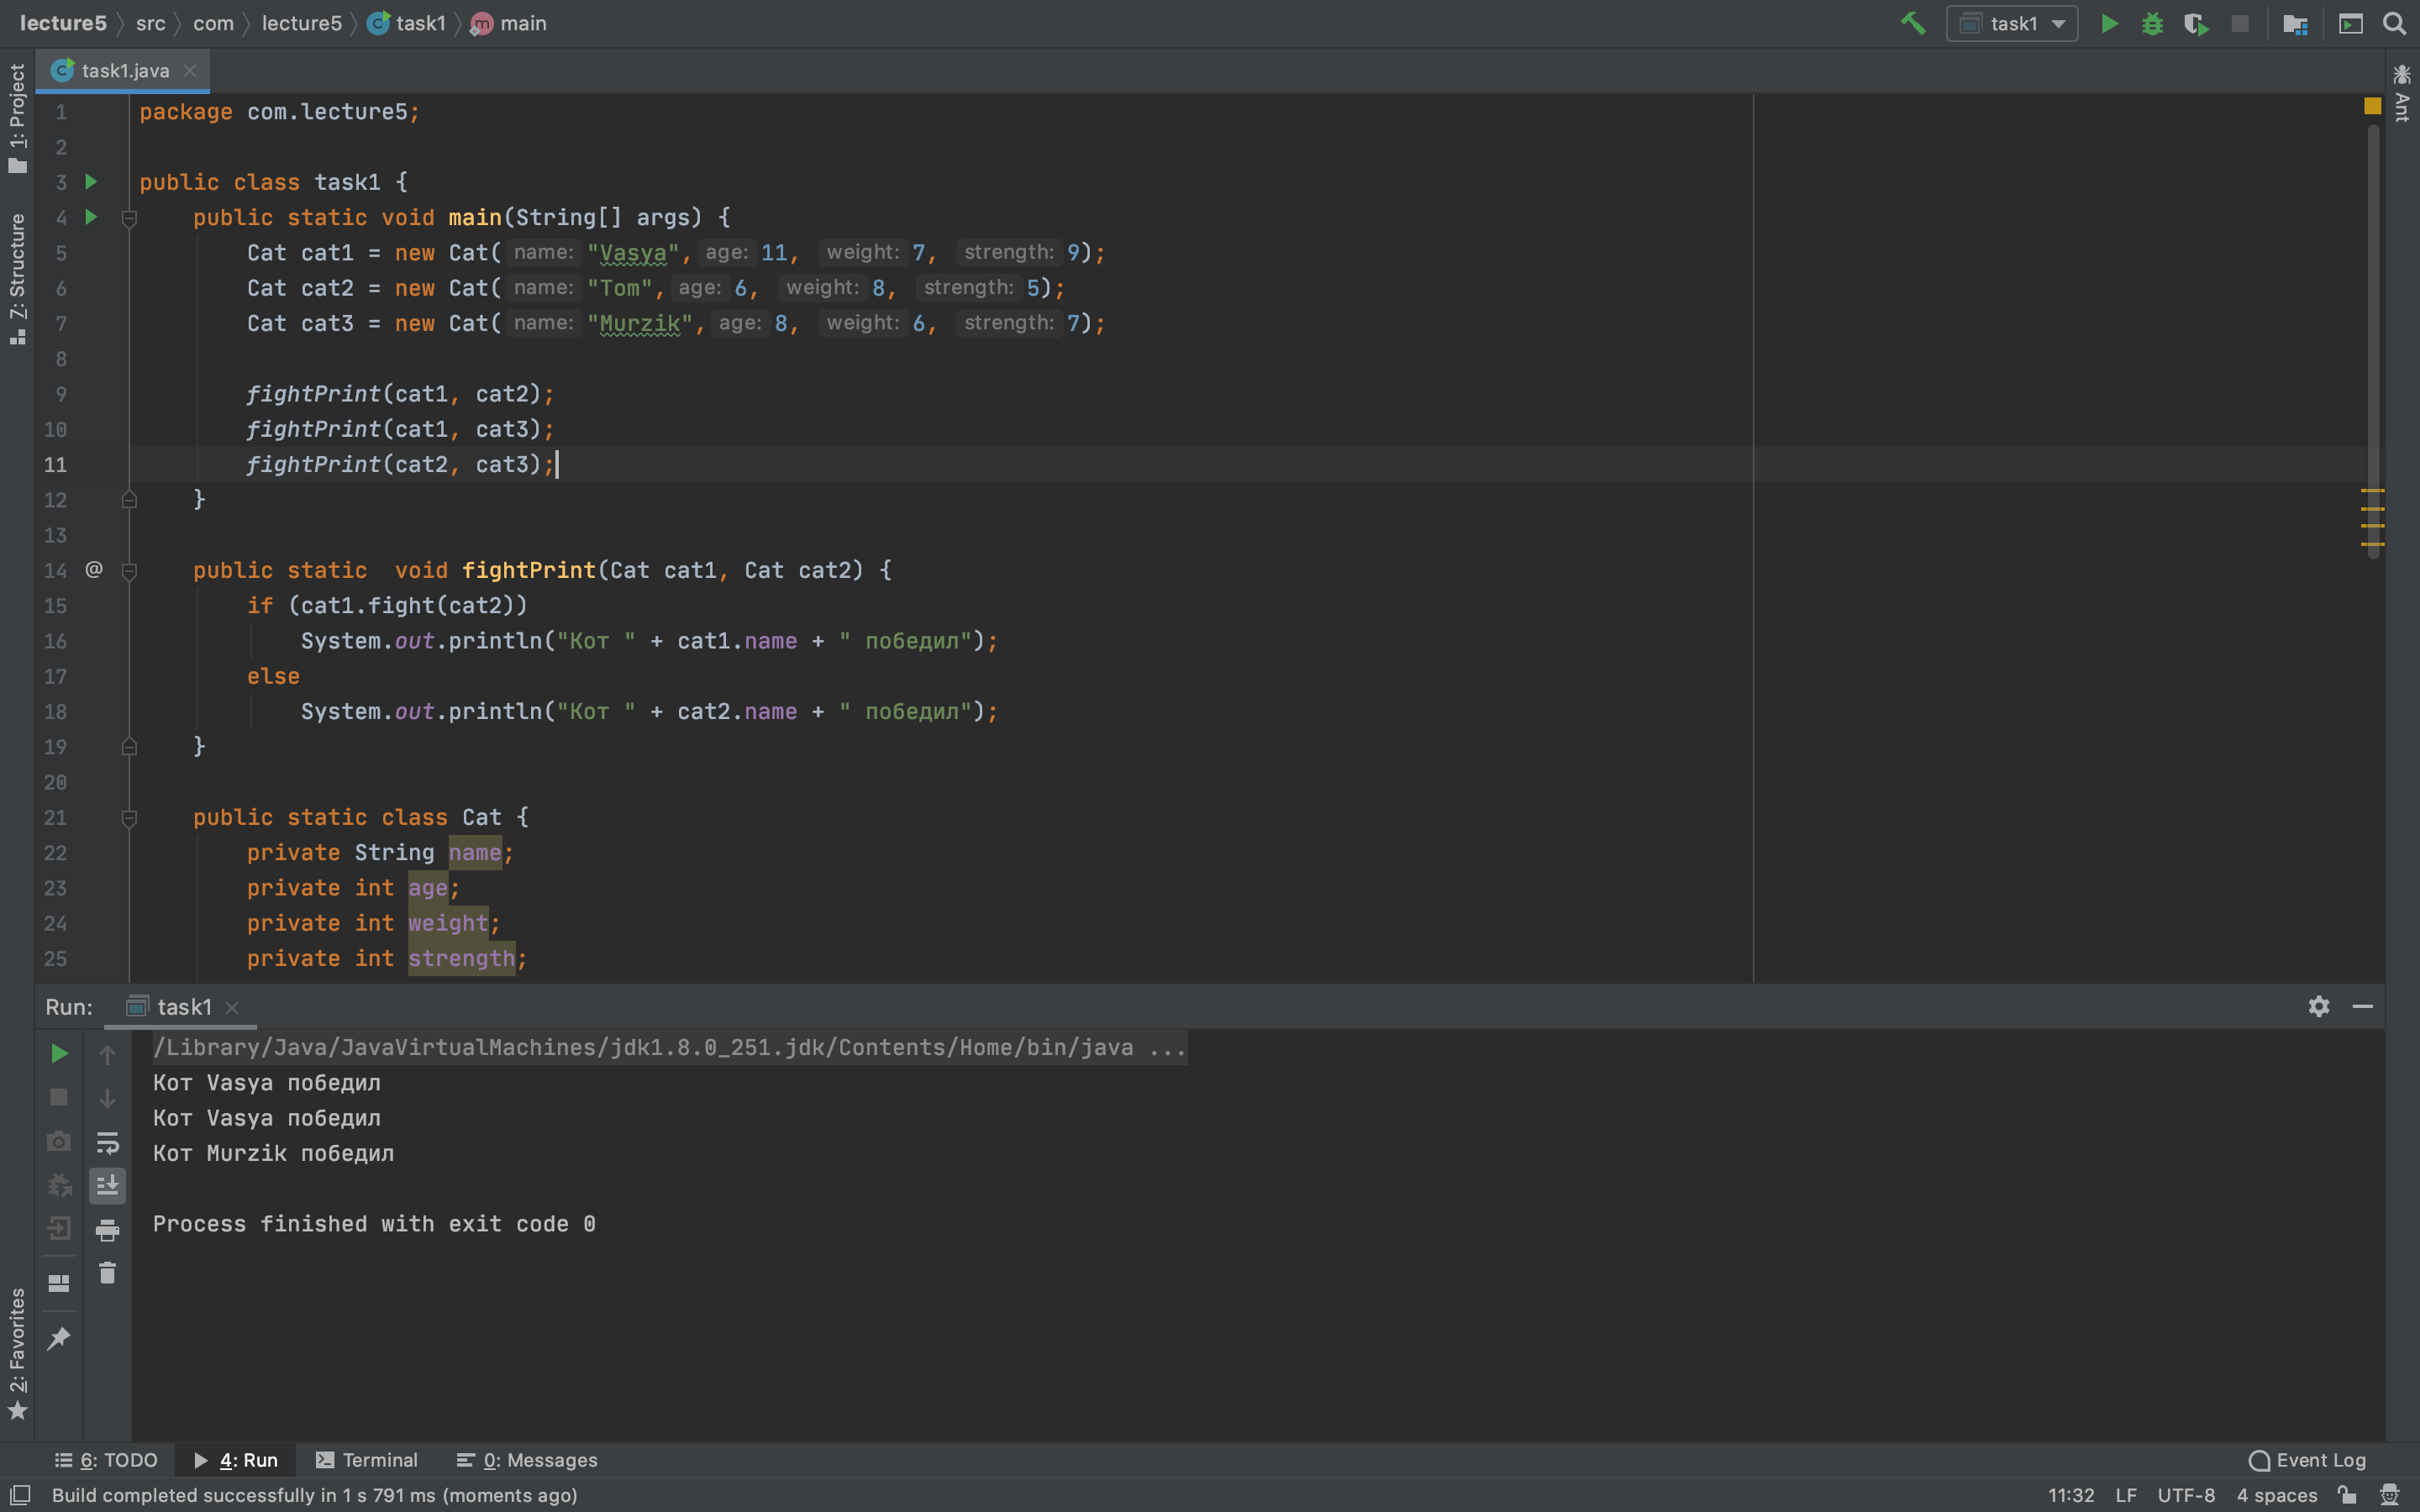 lecture5 src com lecture5 task1 main
task1
task1.java
1: Project
7: Structure
2: Favorites
Ant
1 package com.lecture5;
2
3 public class task1 {
4 public static void main(String[] args) {
5 Cat cat1 = new Cat( name: "Vasya", age: 11, weight: 7, strength: 9);
6 Cat cat2 = new Cat( name: "Tom", age: 6, weight: 8, strength: 5);
7 Cat cat3 = new Cat( name: "Murzik", age: 8, weight: 6, strength: 7);
8
9 fightPrint(cat1, cat2);
10 fightPrint(cat1, cat3);
11 fightPrint(cat2, cat3);
12 }
13
14 @ public static  void fightPrint(Cat cat1, Cat cat2) {
15 if (cat1.fight(cat2))
16 System.out.println("Кот " + cat1.name + " победил");
17 else
18 System.out.println("Кот " + cat2.name + " победил");
19 }
20
21 public static class Cat {
22 private String name;
23 private int age;
24 private int weight;
25 private int strength;
Run: task1
/Library/Java/JavaVirtualMachines/jdk1.8.0_251.jdk/Contents/Home/bin/java ...
Кот Vasya победил
Кот Vasya победил
Кот Murzik победил
Process finished with exit code 0
6: TODO 4: Run Terminal 0: Messages Event Log
Build completed successfully in 1 s 791 ms (moments ago) 11:32 LF UTF-8 4 spaces